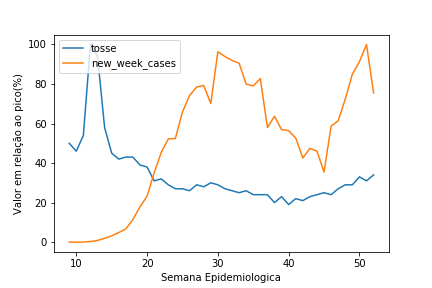 tosse
new_week_cases
Valor em relação ao pico(%)
100
80
60
40
20
0
10 20 30 40 50
Semana Epidemiologica